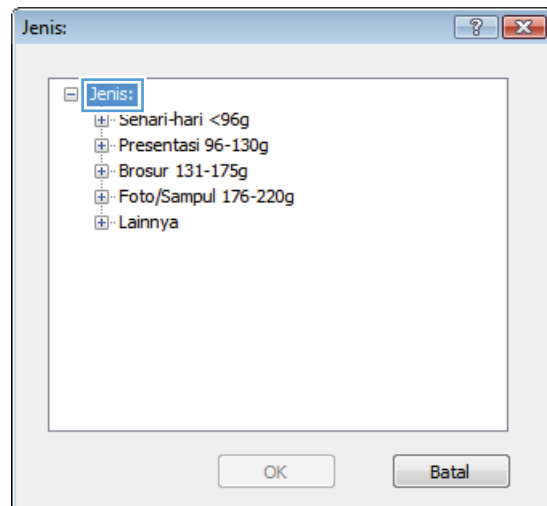 Jenis:
Jenis:
Sehari-hari <96g
Presentasi 96-130g
Brosur 131-175g
Foto/Sampul 176-220g
Lainnya
OK
Batal